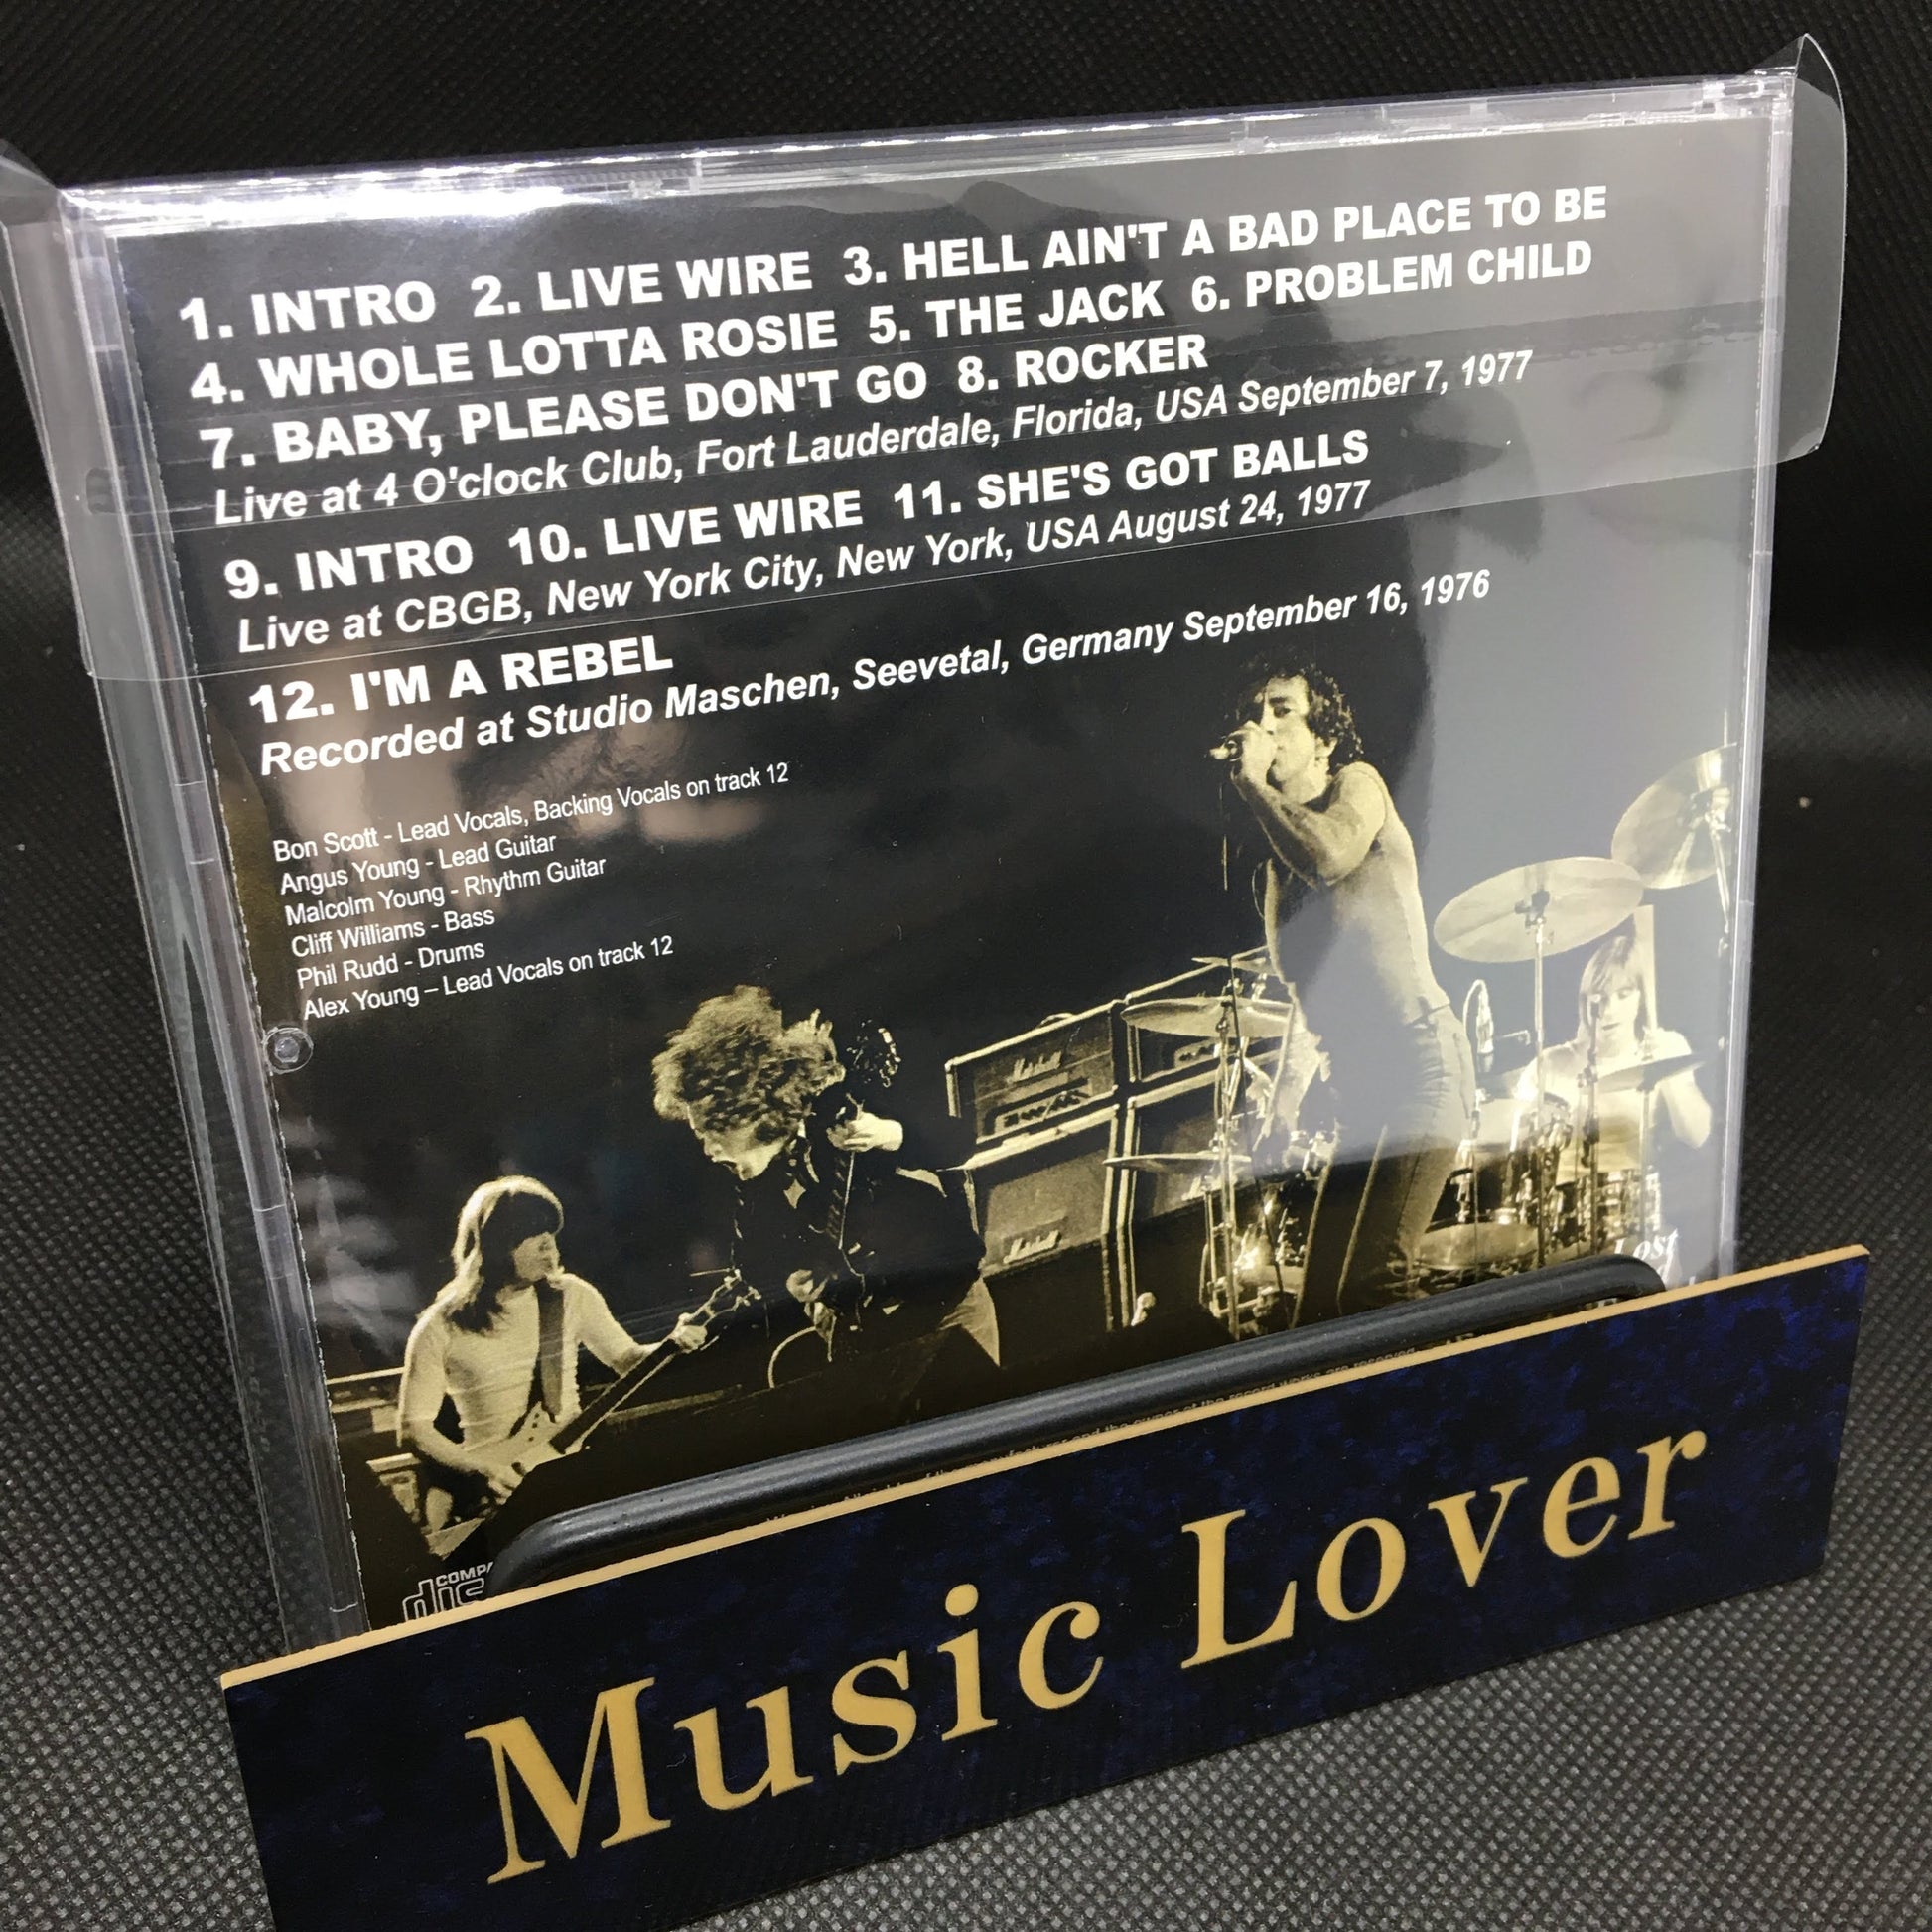 1. INTRO 2. LIVE WIRE 3. HELL AIN'T A BAD PLACE TO BE
4. WHOLE LOTTA ROSIE 5. THE JACK 6. PROBLEM CHILD
7. BABY, PLEASE DON'T GO 8. ROCKER
Live at 4 O'clock Club, Fort Lauderdale, Florida, USA September 7, 1977
9. INTRO 10. LIVE WIRE 11. SHE'S GOT BALLS
Live at CBGB, New York City, New York, USA August 24, 1977
12. I'M A REBEL
Recorded at Studio Maschen, Seevetal, Germany September 16, 1976
Bon Scott - Lead Vocals, Backing Vocals on track 12
Angus Young - Lead Guitar
Malcolm Young - Rhythm Guitar
Cliff Williams - Bass
Phil Rudd - Drums
Alex Young – Lead Vocals on track 12
Marshall
Marshall
Lost
Music Lover